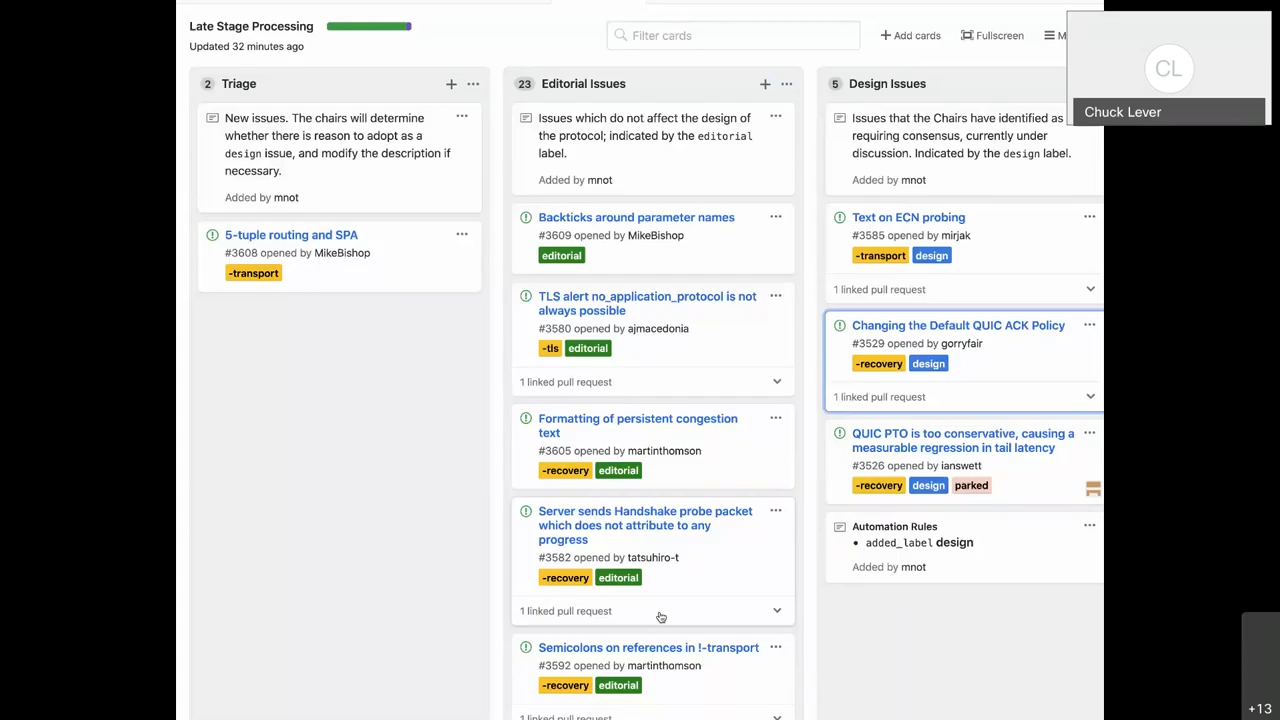 Late Stage Processing
Updated 32 minutes ago
Filter cards
Add cards
Fullscreen
M
CL
Chuck Lever
2 Triage
New issues. The chairs will determine
whether there is reason to adopt as a
design issue, and modify the description if
necessary.
Added by mnot
5-tuple routing and SPA
#3608 opened by MikeBishop
-transport
23 Editorial Issues
Issues which do not affect the design of
the protocol; indicated by the editorial
label.
Added by mnot
Backticks around parameter names
#3609 opened by MikeBishop
editorial
TLS alert no_application_protocol is not
always possible
#3580 opened by ajmacedonia
-tls editorial
1 linked pull request
Formatting of persistent congestion
text
#3605 opened by martinthomson
-recovery editorial
Server sends Handshake probe packet
which does not attribute to any
progress
#3582 opened by tatsuhiro-t
-recovery editorial
1 linked pull request
Semicolons on references in !-transport
#3592 opened by martinthomson
-recovery editorial
1 linked pull request
5 Design Issues
Issues that the Chairs have identified as
requiring consensus, currently under
discussion. Indicated by the design label.
Added by mnot
Text on ECN probing
#3585 opened by mirjak
-transport design
1 linked pull request
Changing the Default QUIC ACK Policy
#3529 opened by gorryfair
-recovery design
1 linked pull request
QUIC PTO is too conservative, causing a
measurable regression in tail latency
#3526 opened by ianswett
-recovery design parked
Automation Rules
• added_label design
Added by mnot
+13